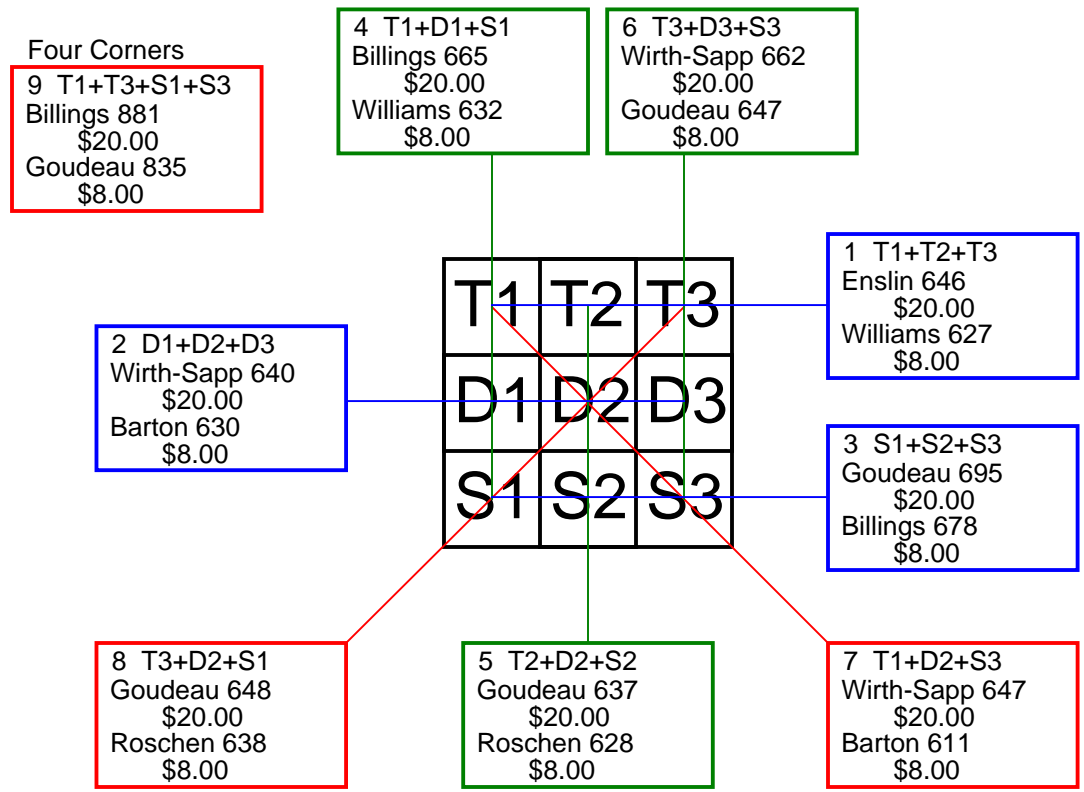 4 T1+D1+S1
Billings 665
$20.00
Williams 632
$8.00
6 T3+D3+S3
Wirth-Sapp 662
$20.00
Goudeau 647
$8.00
Four Corners
9 T1+T3+S1+S3
Billings 881
$20.00
Goudeau 835
$8.00
1 T1+T2+T3
Enslin 646
$20.00
Williams 627
$8.00
T1 T2 T3
2 D1+D2+D3
Wirth-Sapp 640
$20.00
Barton 630
$8.00
D1 D2 D3
3 S1+S2+S3
Goudeau 695
$20.00
Billings 678
$8.00
S1 S2 S3
8 T3+D2+S1
Goudeau 648
$20.00
Roschen 638
$8.00
5 T2+D2+S2
Goudeau 637
$20.00
Roschen 628
$8.00
7 T1+D2+S3
Wirth-Sapp 647
$20.00
Barton 611
$8.00